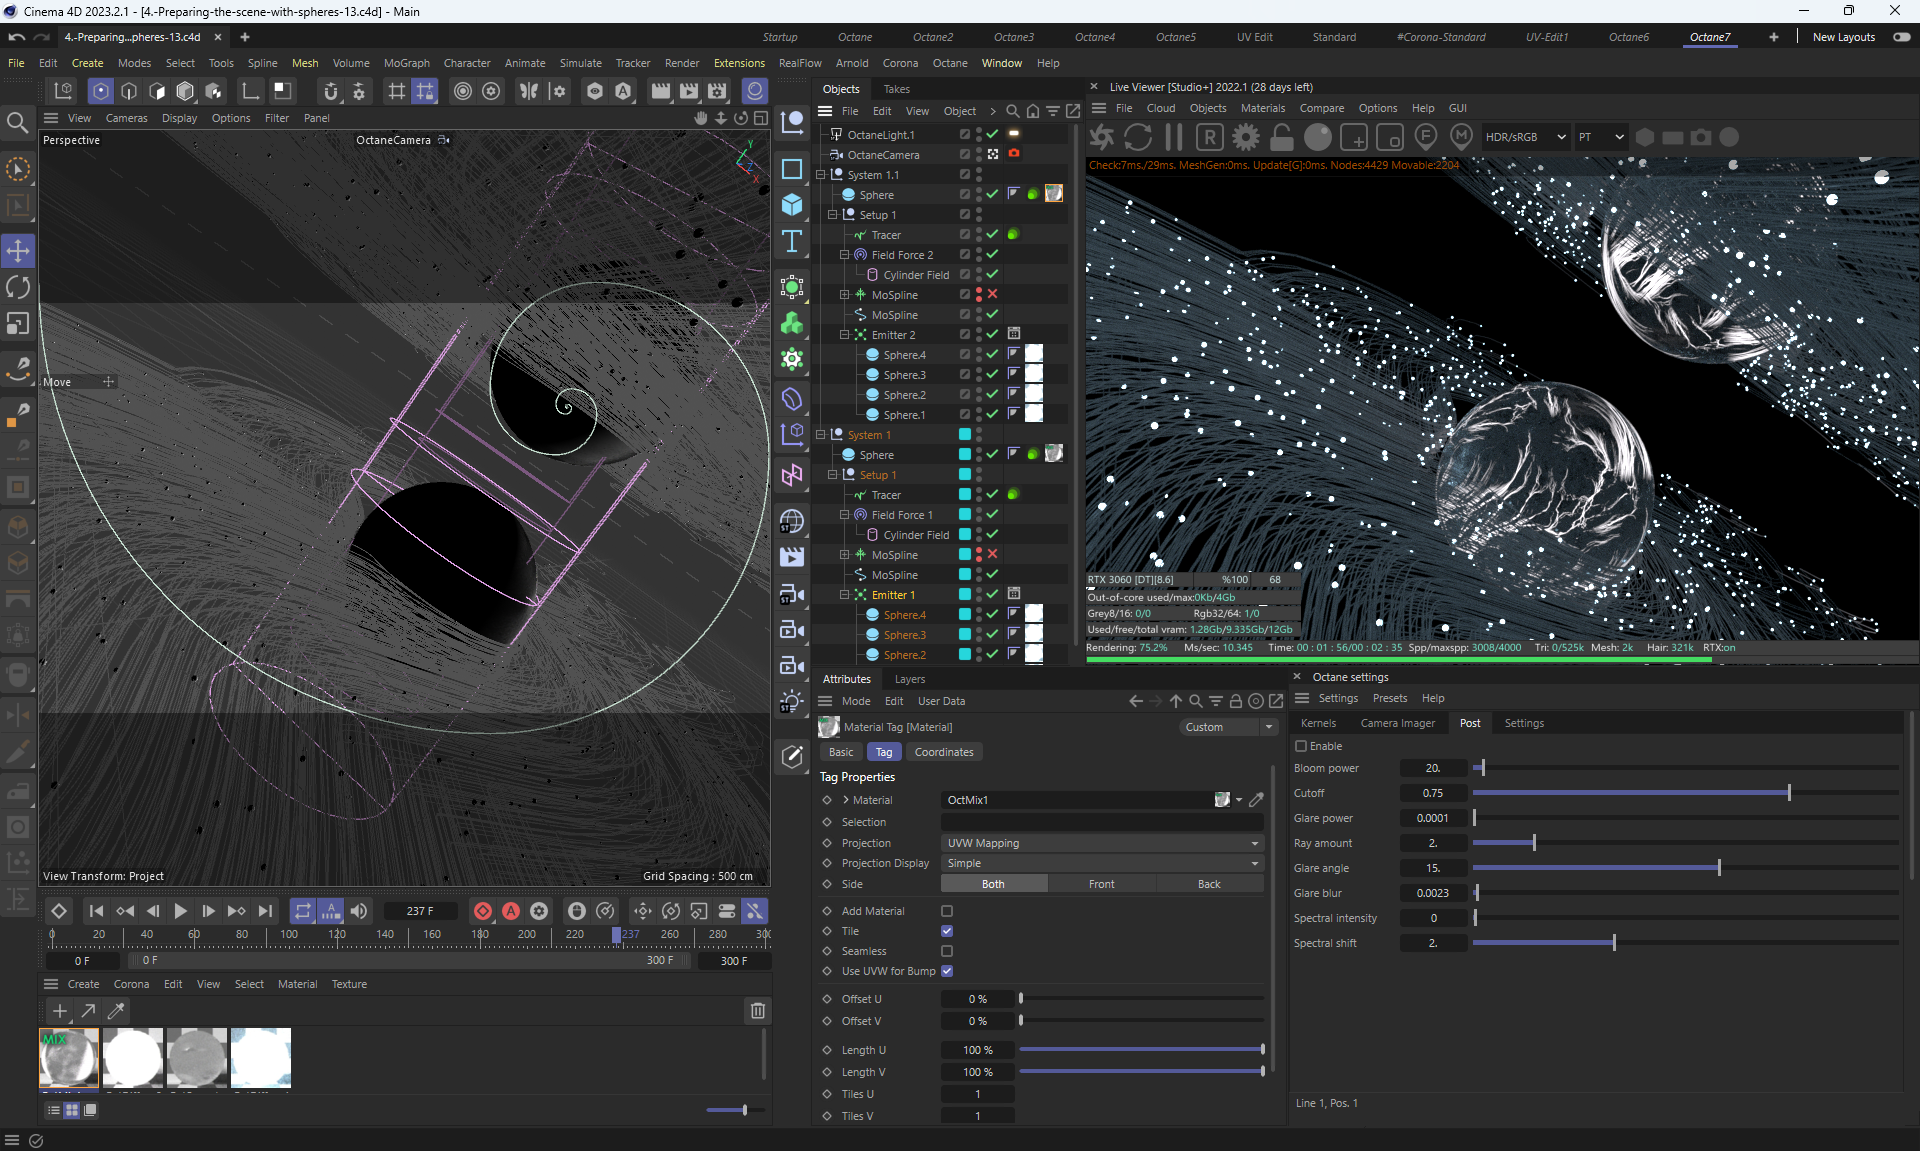 Cinema 4D 2023.2.1 - [4.-Preparing-the-scene-with-spheres-13.c4d] - Main
4.-Preparing...pheres-13.c4d
Startup Octane Octane2 Octane3 Octane4 Octane5 UV Edit Standard #Corona-Standard UV-Edit1 Octane6 Octane7 New Layouts
File Edit Create Modes Select Tools Spline Mesh Volume MoGraph Character Animate Simulate Tracker Render Extensions RealFlow Arnold Corona Octane Window Help
View Cameras Display Options Filter Panel
Perspective
OctaneCamera
Y
X
Move
View Transform: Project
Grid Spacing : 500 cm
Objects Takes
File Edit View Object
OctaneLight.1
OctaneCamera
System 1.1
Sphere
Setup 1
Tracer
Field Force 2
Cylinder Field
MoSpline
MoSpline
Emitter 2
Sphere.4
Sphere.3
Sphere.2
Sphere.1
System 1
Sphere
Setup 1
Tracer
Field Force 1
Cylinder Field
MoSpline
MoSpline
Emitter 1
Sphere.4
Sphere.3
Sphere.2
ST
ST
ST
Live Viewer [Studio+] 2022.1 (28 days left)
File Cloud Objects Materials Compare Options Help GUI
R
F
M
HDR/sRGB
PT
Check:7ms./29ms. MeshGen:0ms. Update[G]:0ms. Nodes:4429 Movable:2204
RTX 3060 [DT][8.6] %100 68
Out-of-core used/max:0Kb/4Gb
Grey8/16: 0/0 Rgb32/64: 1/0
Used/free/total vram: 1.28Gb/9.335Gb/12Gb
Rendering: 75.2% Ms/sec: 10.345 Time: 00 : 01 : 56/00 : 02 : 35 Spp/maxspp: 3008/4000 Tri: 0/525k Mesh: 2k Hair: 321k RTX:on
Attributes Layers
Mode Edit User Data
Material Tag [Material]
Custom
Basic Tag Coordinates
Tag Properties
Material OctMix1
Selection
Projection UVW Mapping
Projection Display Simple
Side Both Front Back
Add Material
Tile
Seamless
Use UVW for Bump
Offset U 0 %
Offset V 0 %
Length U 100 %
Length V 100 %
Tiles U 1
Tiles V 1
Octane settings
Settings Presets Help
Kernels Camera Imager Post Settings
Enable
Bloom power 20.
Cutoff 0.75
Glare power 0.0001
Ray amount 2.
Glare angle 15.
Glare blur 0.0023
Spectral intensity 0
Spectral shift 2.
Line 1, Pos. 1
237 F
0 20 40 60 80 100 120 140 160 180 200 220 237 260 280
0 F 0 F 300 F 300 F
Create Corona Edit View Select Material Texture
MIX